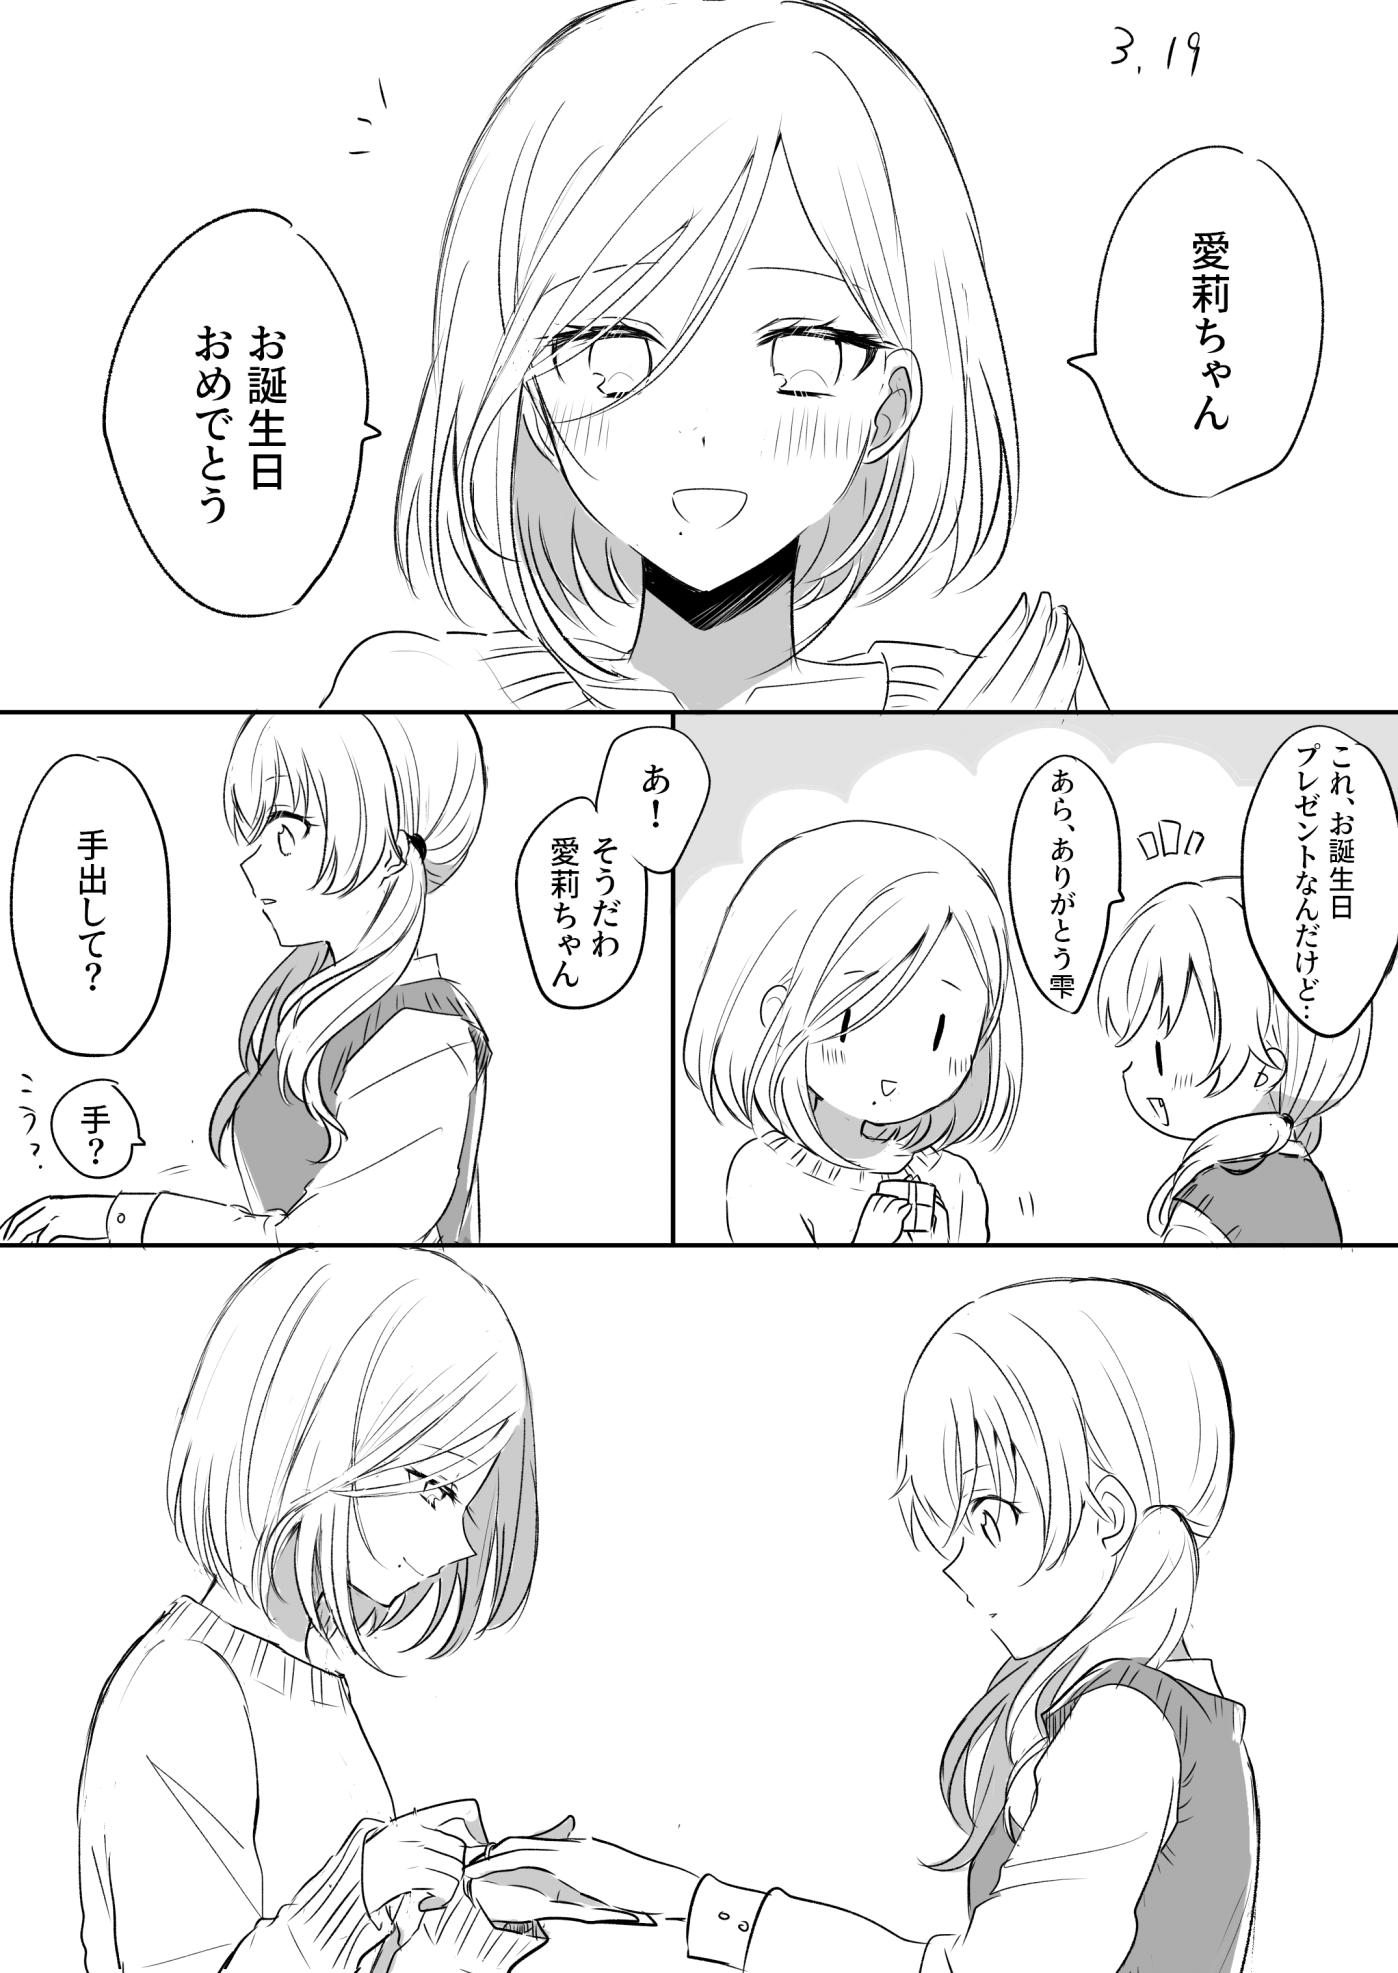 3.19
愛莉ちゃん
お誕生日
おめでとう
これ、お誕生日
プレゼントなんだけど…
あら、ありがとう雫
あ!
そうだわ
愛莉ちゃん
手出して?
手?
こう?